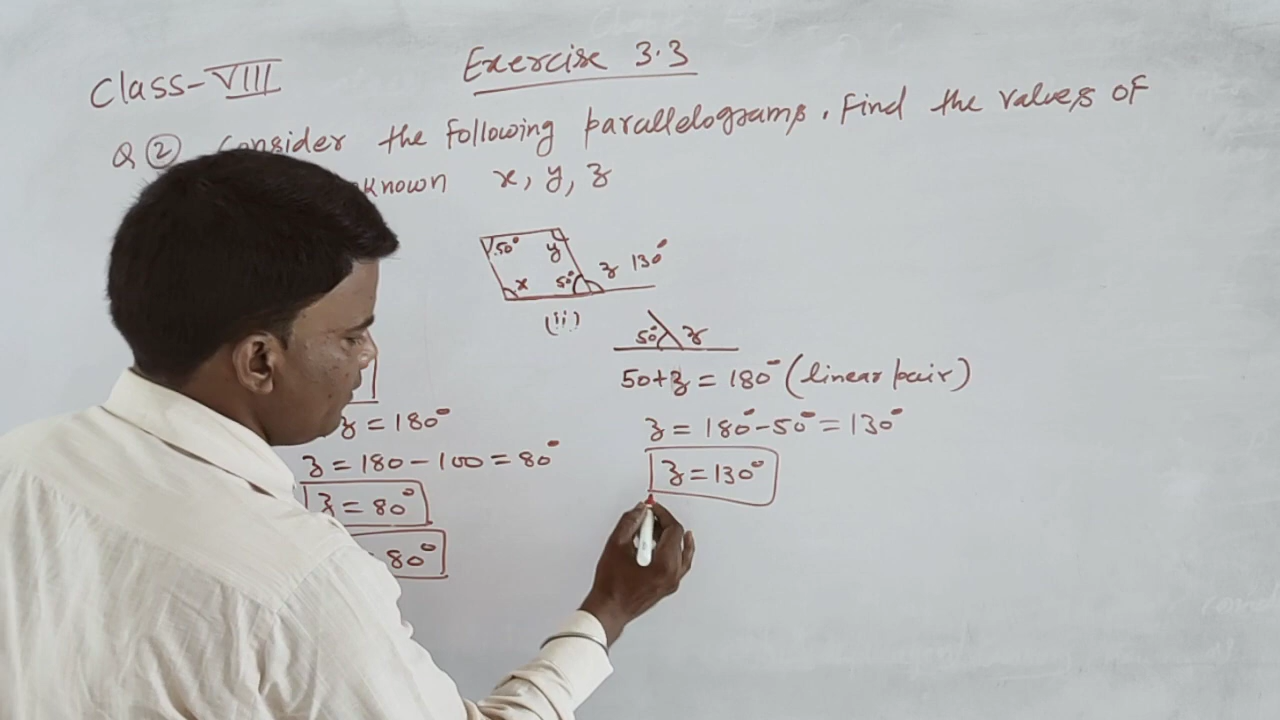 Class-VIII
Exercise 3.3
Q ② Consider the following parallelograms. Find the values of
known x, y, z
50° y
x 50° z 130°
(ii)
50° z
50+z = 180° (linear pair)
z = 180°-50° = 130°
z = 130°
z = 180°
z = 180 - 100 = 80°
z = 80°
80°